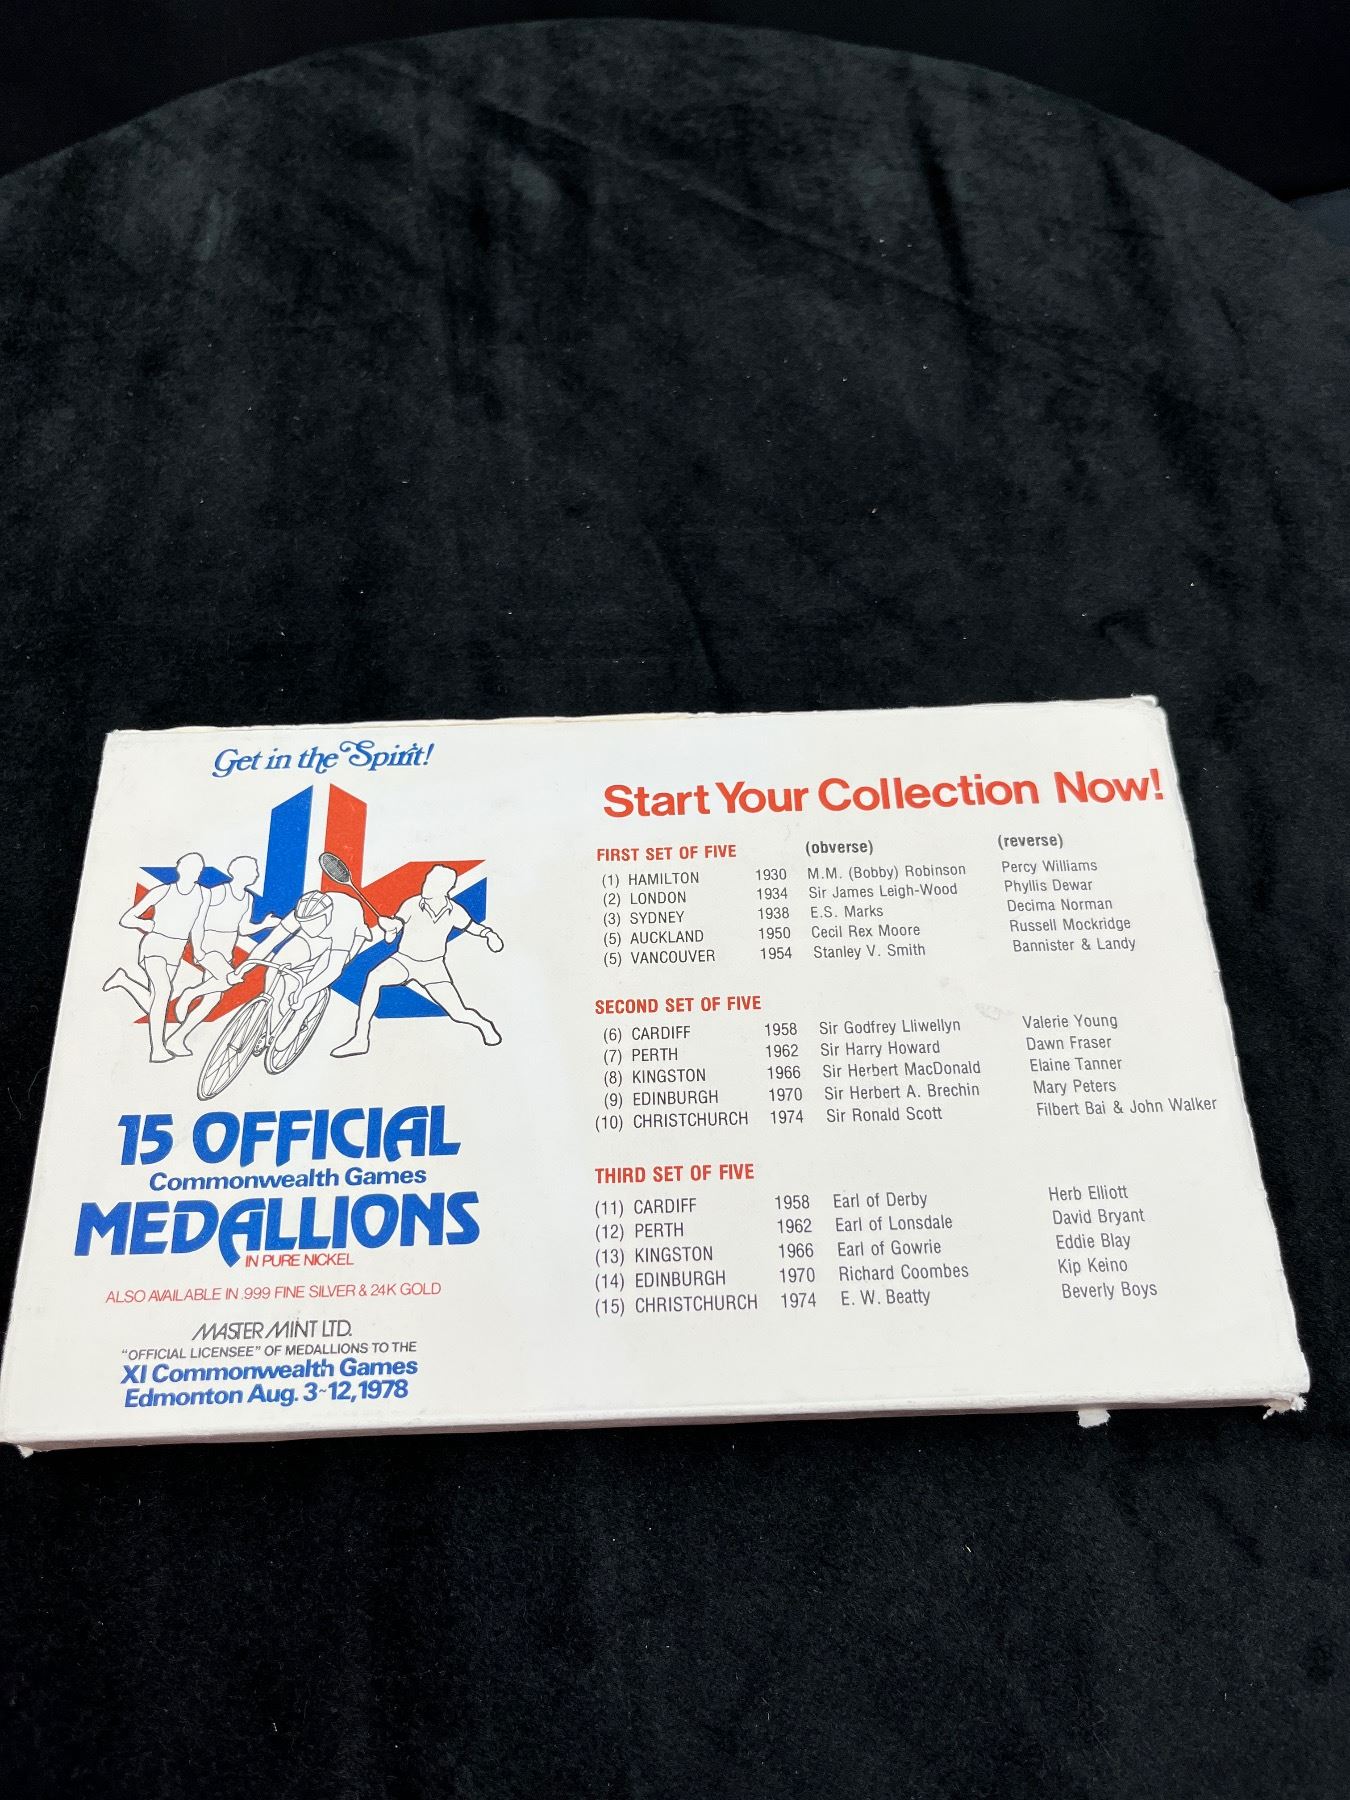 Get in the Spirit!
15 OFFICIAL
Commonwealth Games
MEDALLIONS
IN PURE NICKEL
ALSO AVAILABLE IN .999 FINE SILVER & 24K GOLD
MASTER MINT LTD.
"OFFICIAL LICENSEE" OF MEDALLIONS TO THE
XI Commonwealth Games
Edmonton Aug. 3-12, 1978
Start Your Collection Now!
FIRST SET OF FIVE (obverse) (reverse)
(1) HAMILTON 1930 M.M. (Bobby) Robinson Percy Williams
(2) LONDON 1934 Sir James Leigh-Wood Phyllis Dewar
(3) SYDNEY 1938 E.S. Marks Decima Norman
(5) AUCKLAND 1950 Cecil Rex Moore Russell Mockridge
(5) VANCOUVER 1954 Stanley V. Smith Bannister & Landy
SECOND SET OF FIVE
(6) CARDIFF 1958 Sir Godfrey Lliwellyn Valerie Young
(7) PERTH 1962 Sir Harry Howard Dawn Fraser
(8) KINGSTON 1966 Sir Herbert MacDonald Elaine Tanner
(9) EDINBURGH 1970 Sir Herbert A. Brechin Mary Peters
(10) CHRISTCHURCH 1974 Sir Ronald Scott Filbert Bai & John Walker
THIRD SET OF FIVE
(11) CARDIFF 1958 Earl of Derby Herb Elliott
(12) PERTH 1962 Earl of Lonsdale David Bryant
(13) KINGSTON 1966 Earl of Gowrie Eddie Blay
(14) EDINBURGH 1970 Richard Coombes Kip Keino
(15) CHRISTCHURCH 1974 E. W. Beatty Beverly Boys